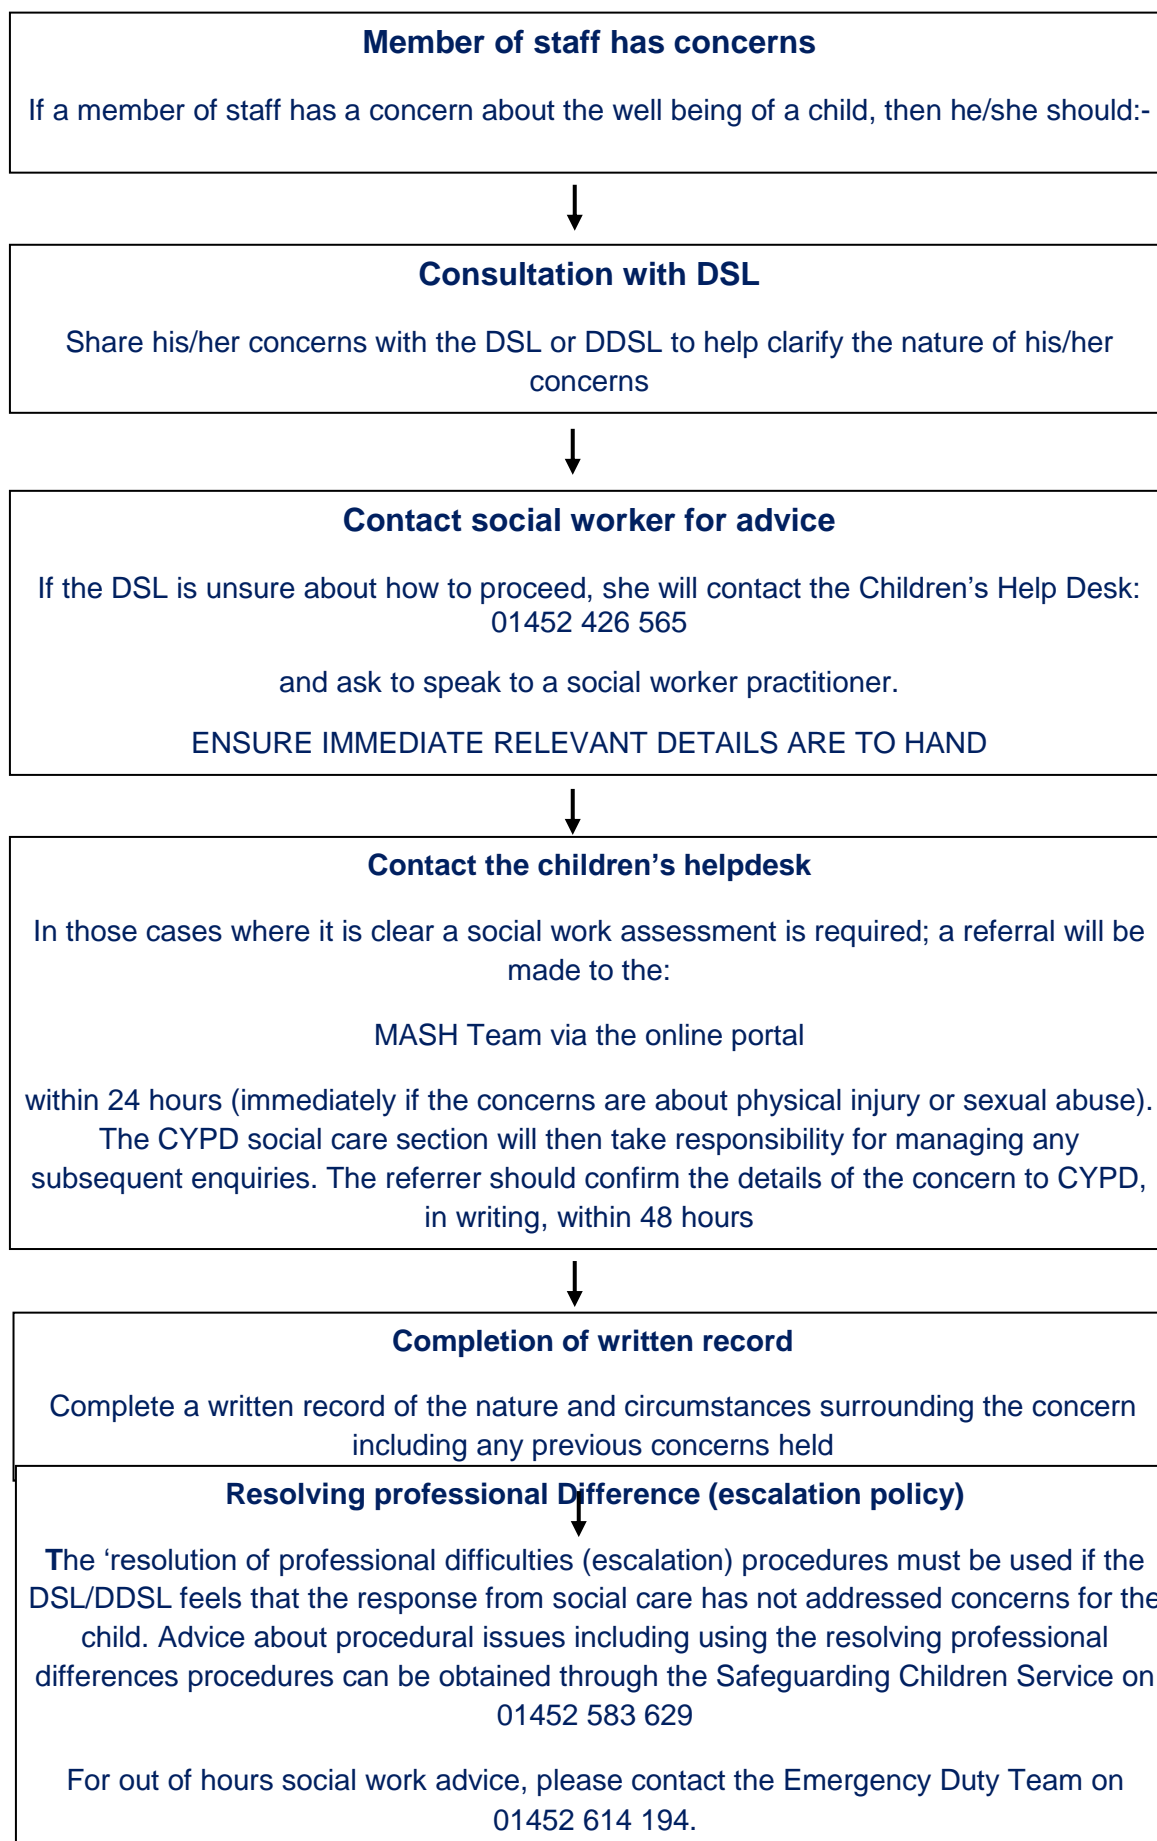 Member of staff has concerns
If a member of staff has a concern about the well being of a child, then he/she should:-
Consultation with DSL
Share his/her concerns with the DSL or DDSL to help clarify the nature of his/her
concerns
Contact social worker for advice
If the DSL is unsure about how to proceed, she will contact the Children’s Help Desk:
01452 426 565
and ask to speak to a social worker practitioner.
ENSURE IMMEDIATE RELEVANT DETAILS ARE TO HAND
Contact the children’s helpdesk
In those cases where it is clear a social work assessment is required; a referral will be
made to the:
MASH Team via the online portal
within 24 hours (immediately if the concerns are about physical injury or sexual abuse).
The CYPD social care section will then take responsibility for managing any
subsequent enquiries. The referrer should confirm the details of the concern to CYPD,
in writing, within 48 hours
Completion of written record
Complete a written record of the nature and circumstances surrounding the concern
including any previous concerns held
Resolving professional Difference (escalation policy)
The ‘resolution of professional difficulties (escalation) procedures must be used if the
DSL/DDSL feels that the response from social care has not addressed concerns for the
child. Advice about procedural issues including using the resolving professional
differences procedures can be obtained through the Safeguarding Children Service on
01452 583 629
For out of hours social work advice, please contact the Emergency Duty Team on
01452 614 194.